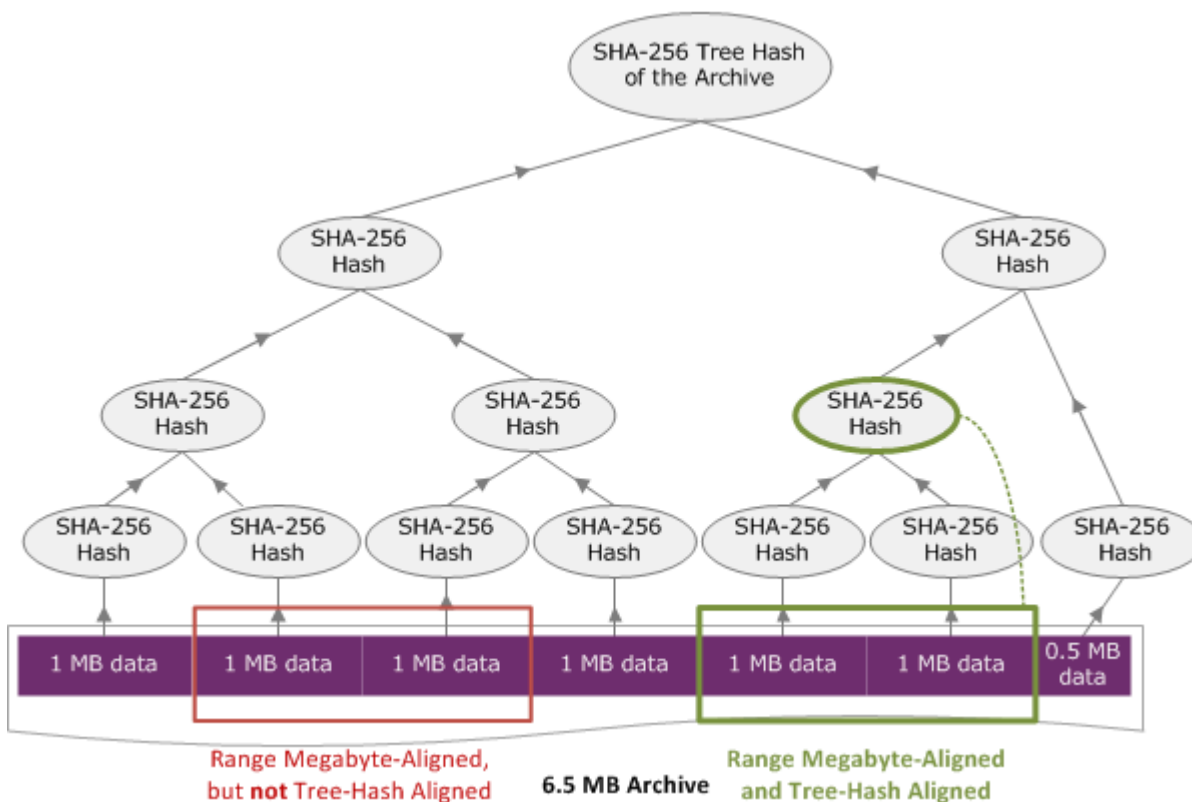 SHA-256 Tree Hash
of the Archive
SHA-256
Hash
SHA-256
Hash
SHA-256
Hash
SHA-256
Hash
SHA-256
Hash
SHA-256
Hash
SHA-256
Hash
SHA-256
Hash
SHA-256
Hash
SHA-256
Hash
SHA-256
Hash
SHA-256
Hash
1 MB data
1 MB data
1 MB data
1 MB data
1 MB data
1 MB data
0.5 MB
data
Range Megabyte-Aligned,
but not Tree-Hash Aligned
6.5 MB Archive
Range Megabyte-Aligned
and Tree-Hash Aligned